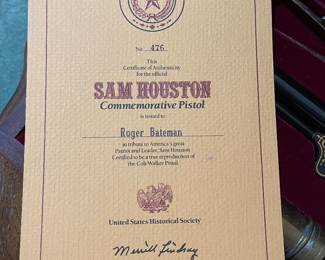 No. 476
This
Certificate of Authenticity
for the official
SAM HOUSTON
Commemorative Pistol
is issued to
Roger Bateman
in tribute to America's great
Patriot and Leader, Sam Houston
Certified to be a true reproduction of
the Colt Walker Pistol.
United States Historical Society
Merrill Lindsay